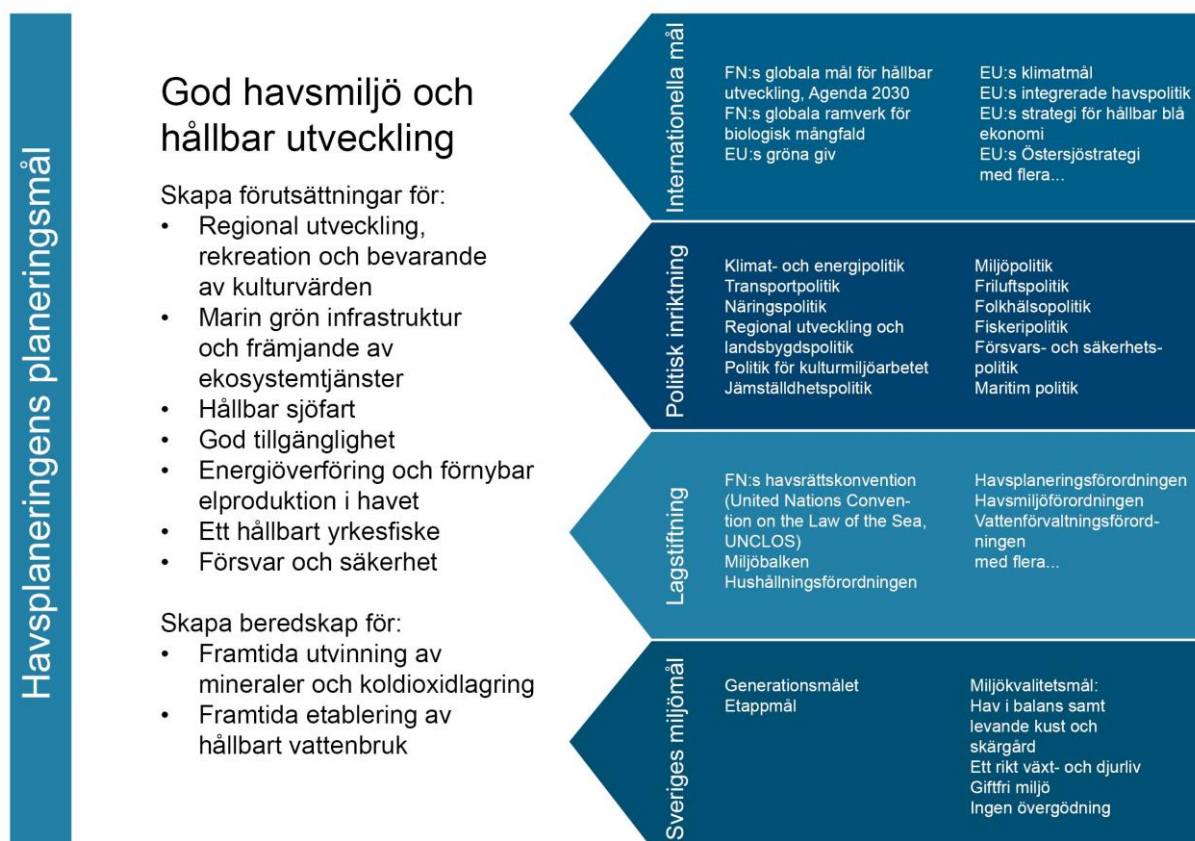 Havsplaneringens planeringsmål
God havsmiljö och
hållbar utveckling
Skapa förutsättningar för:
• Regional utveckling,
rekreation och bevarande
av kulturvärden
• Marin grön infrastruktur
och främjande av
ekosystemtjänster
• Hållbar sjöfart
• God tillgänglighet
• Energiöverföring och förnybar
elproduktion i havet
• Ett hållbart yrkesfiske
• Försvar och säkerhet
Skapa beredskap för:
• Framtida utvinning av
mineraler och koldioxidlagring
• Framtida etablering av
hållbart vattenbruk
Internationella mål
FN:s globala mål för hållbar
utveckling, Agenda 2030
FN:s globala ramverk för
biologisk mångfald
EU:s gröna giv
EU:s klimatmål
EU:s integrerade havspolitik
EU:s strategi för hållbar blå
ekonomi
EU:s Östersjöstrategi
med flera...
Politisk inriktning
Klimat- och energipolitik
Transportpolitik
Näringspolitik
Regional utveckling och
landsbygdspolitik
Politik för kulturmiljöarbetet
Jämställdhetspolitik
Miljöpolitik
Friluftspolitik
Folkhälsopolitik
Fiskeripolitik
Försvars- och säkerhets-
politik
Maritim politik
Lagstiftning
FN:s havsrättskonvention
(United Nations Conven-
tion on the Law of the Sea,
UNCLOS)
Miljöbalken
Hushållningsförordningen
Havsplaneringsförordningen
Havsmiljöförordningen
Vattenförvaltningsförord-
ningen
med flera...
Sveriges miljömål
Generationsmålet
Etappmål
Miljökvalitetsmål:
Hav i balans samt
levande kust och
skärgård
Ett rikt växt- och djurliv
Giftfri miljö
Ingen övergödning